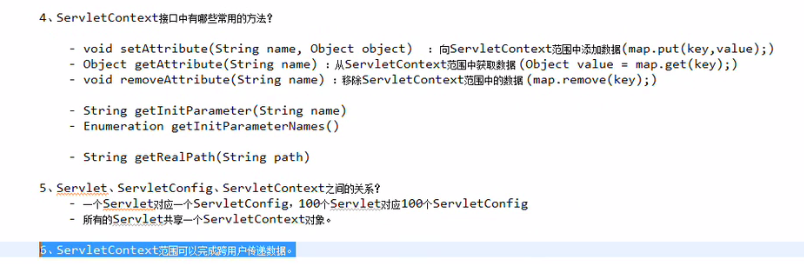 4、ServletContext接口中有哪些常用的方法?
- void setAttribute(String name, Object object) :向ServletContext范围中添加数据(map.put(key,value);)
- Object getAttribute(String name) :从ServletContext范围中获取数据(Object value = map.get(key);)
- void removeAttribute(String name) :移除ServletContext范围中的数据(map.remove(key);)
- String getInitParameter(String name)
- Enumeration getInitParameterNames()
- String getRealPath(String path)
5、Servlet、ServletConfig、ServletContext之间的关系?
- 一个Servlet对应一个ServletConfig，100个Servlet对应100个ServletConfig
- 所有的Servlet共享一个ServletContext对象。
6、ServletContext范围可以完成跨用户传递数据。